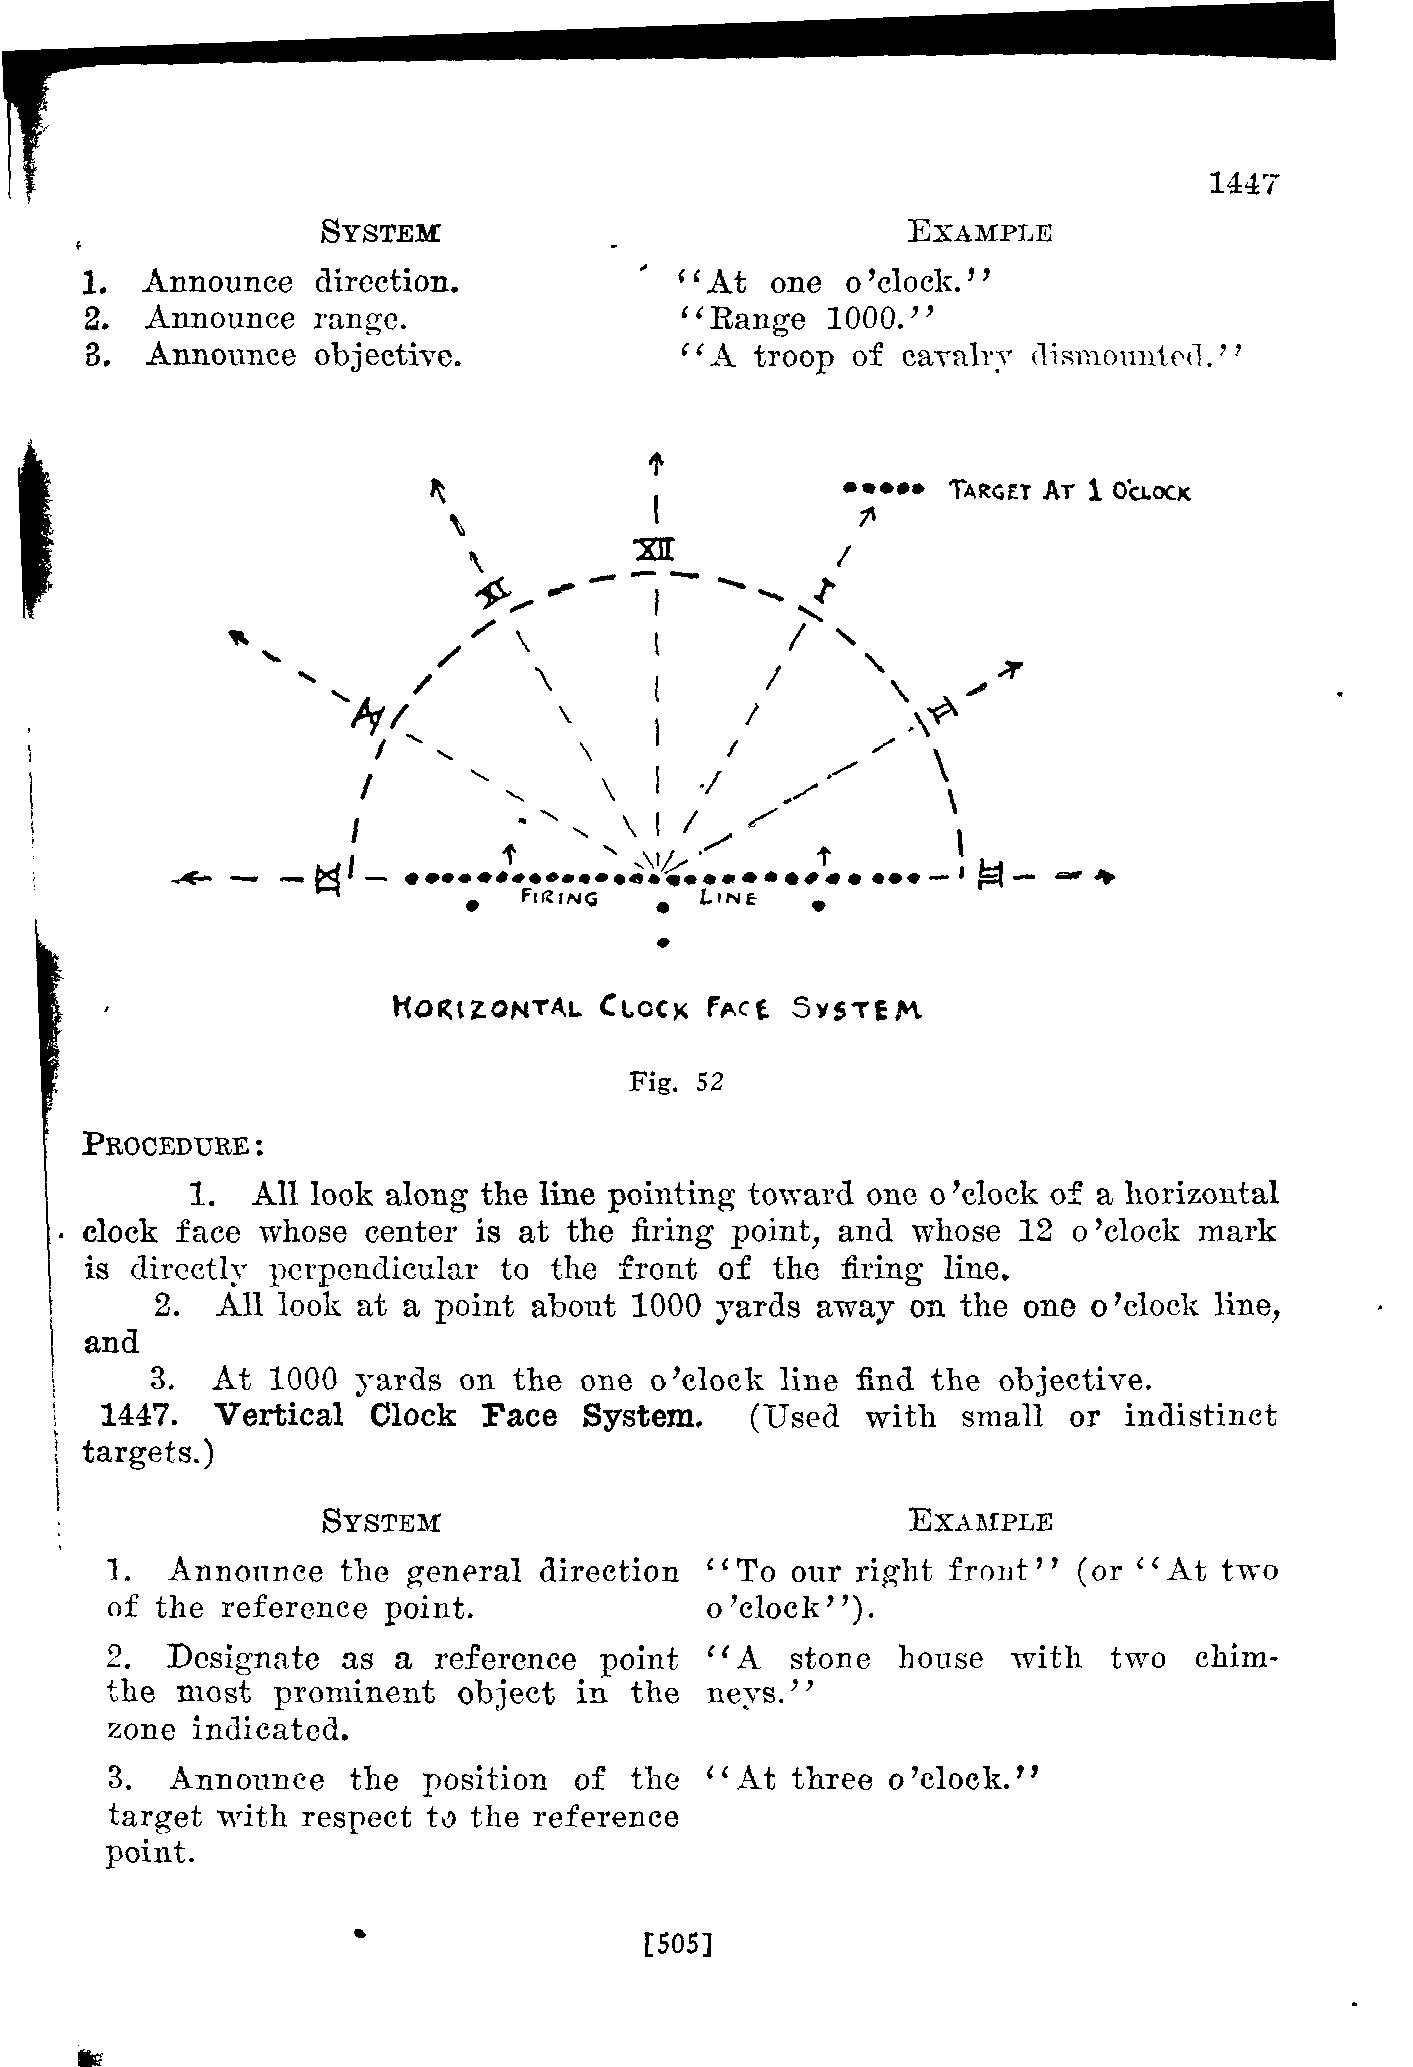 1447
SYSTEM EXAMPLE
1. Announce direction. "At one o'clock."
2. Announce range. "Range 1000."
3. Announce objective. "A troop of cavalry dismounted."
TARGET AT 1 O'CLOCK
XII
XI
I
X
II
IX
III
FIRING LINE
HORIZONTAL CLOCK FACE SYSTEM
Fig. 52
PROCEDURE:
1. All look along the line pointing toward one o'clock of a horizontal
clock face whose center is at the firing point, and whose 12 o'clock mark
is directly perpendicular to the front of the firing line.
2. All look at a point about 1000 yards away on the one o'clock line,
and
3. At 1000 yards on the one o'clock line find the objective.
1447. Vertical Clock Face System. (Used with small or indistinct
targets.)
SYSTEM EXAMPLE
1. Announce the general direction "To our right front" (or "At two
of the reference point. o'clock").
2. Designate as a reference point "A stone house with two chim-
the most prominent object in the neys."
zone indicated.
3. Announce the position of the "At three o'clock."
target with respect to the reference
point.
[505]